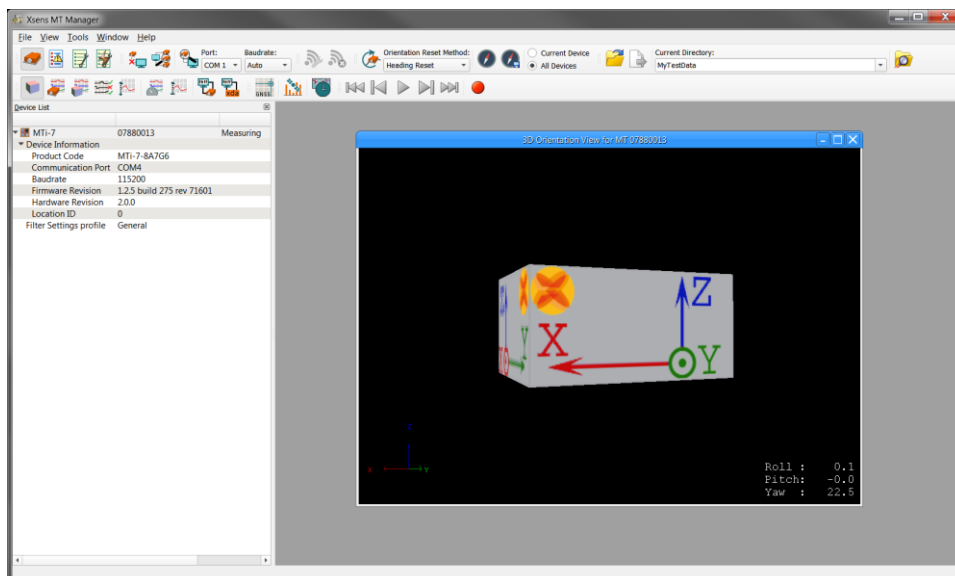 Xsens MT Manager
File View Tools Window Help
Port: Baudrate: Orientation Reset Method: Current Device Current Directory:
COM 1 Auto Heading Reset All Devices MyTestData
xda GNSS
Device List
MTi-7 07880013 Measuring
Device Information
Product Code MTi-7-8A7G6
Communication Port COM4
Baudrate 115200
Firmware Revision 1.2.5 build 275 rev 71601
Hardware Revision 2.0.0
Location ID 0
Filter Settings profile General
3D Orientation View for MT 07880013
Z
X Y
Y
Z
X Y
Roll : 0.1
Pitch: -0.0
Yaw : 22.5